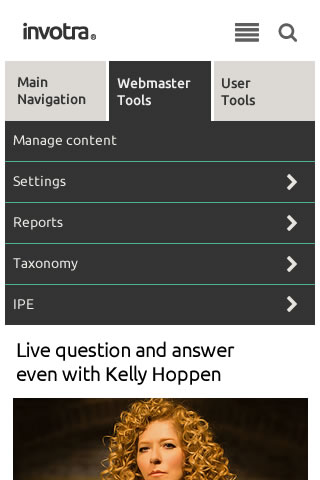 invotra®
Main
Navigation
Webmaster
Tools
User
Tools
Manage content
Settings
Reports
Taxonomy
IPE
Live question and answer
even with Kelly Hoppen